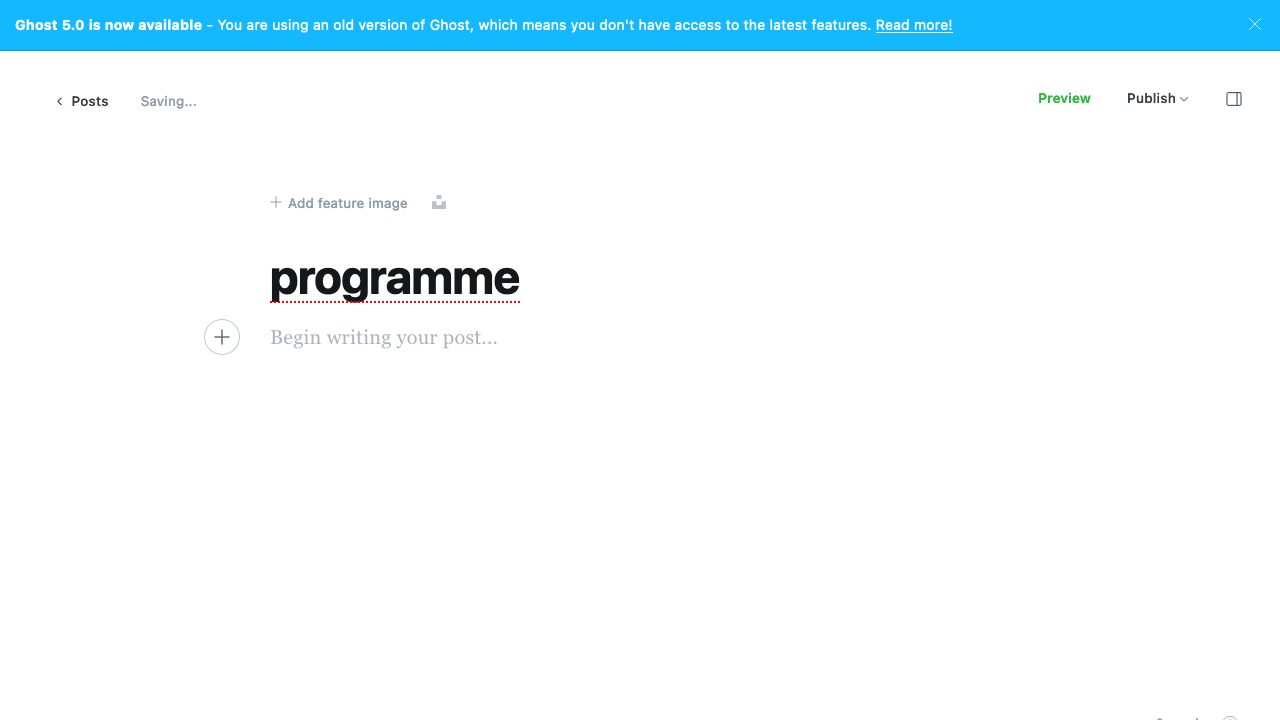 Ghost 5.0 is now available - You are using an old version of Ghost, which means you don't have access to the latest features. Read more!
Posts Saving... Preview Publish
Add feature image
programme
Begin writing your post...